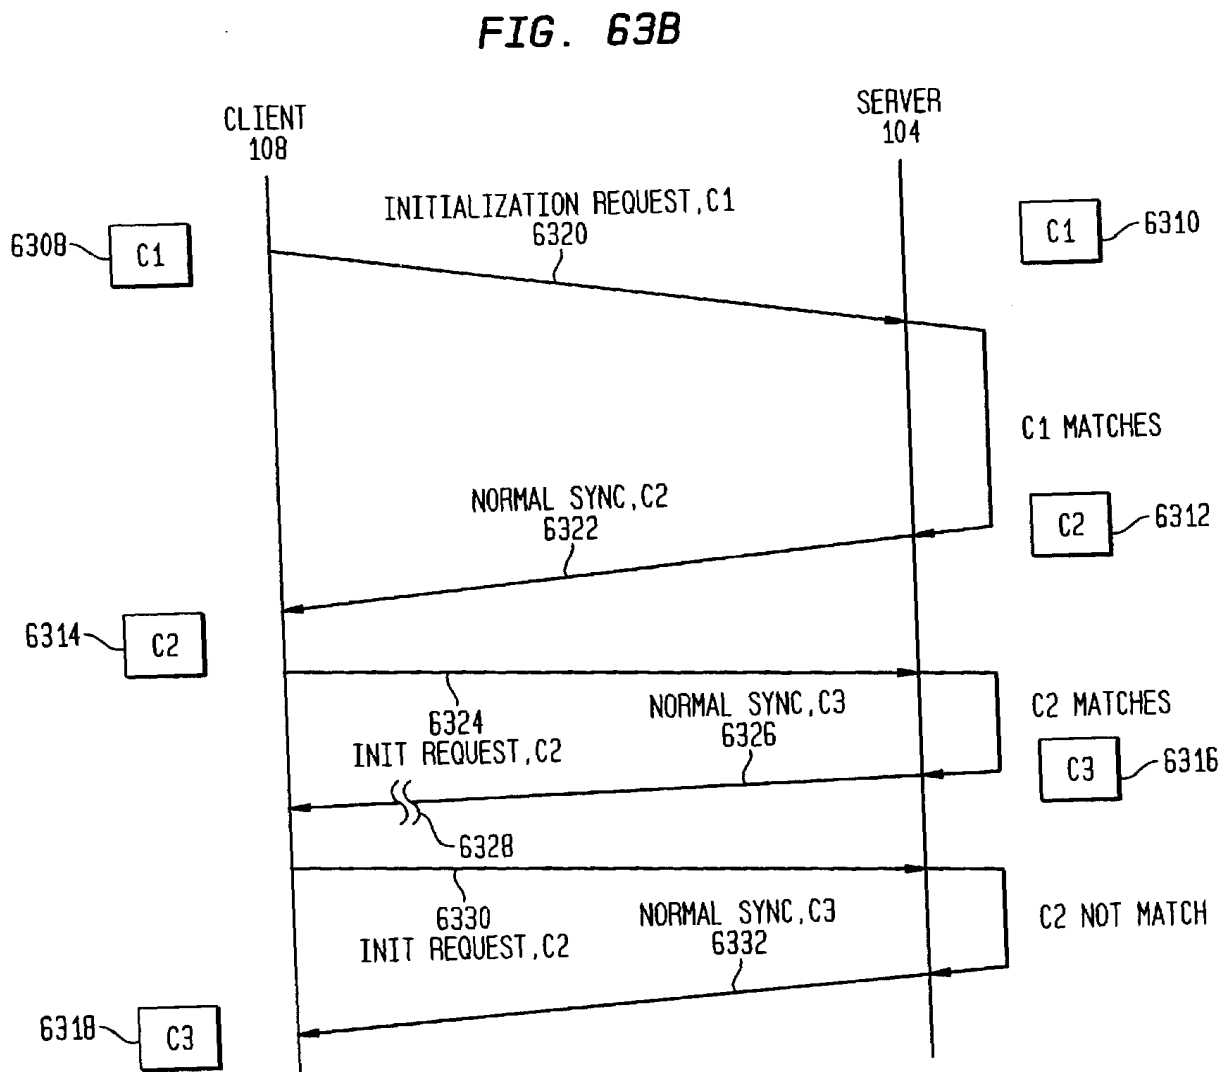 FIG. 63B
CLIENT
108
SERVER
104
INITIALIZATION REQUEST,C1
6320
6308
C1
C1
6310
C1 MATCHES
NORMAL SYNC,C2
6322
C2
6312
6314
C2
6324
INIT REQUEST,C2
NORMAL SYNC,C3
6326
C2 MATCHES
C3
6316
6328
6330
INIT REQUEST,C2
NORMAL SYNC,C3
6332
C2 NOT MATCH
6318
C3